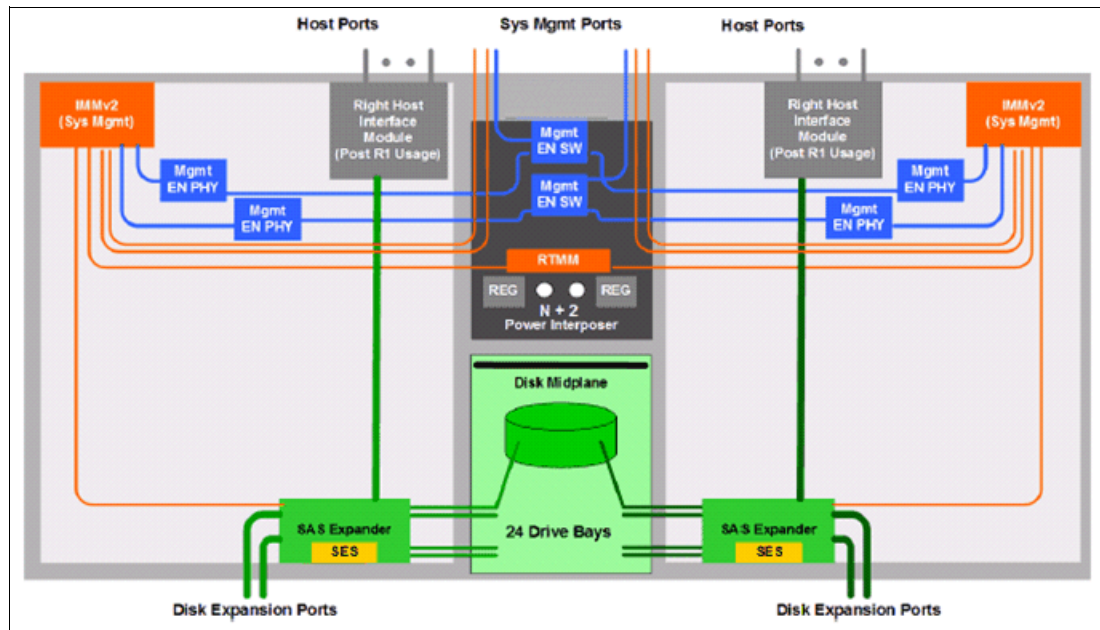 Host Ports
Sys Mgmt Ports
Host Ports
IMMv2
(Sys Mgmt)
Right Host
Interface
Module
(Post R1 Usage)
Mgmt
EN SW
Right Host
Interface
Module
(Post R1 Usage)
IMMv2
(Sys Mgmt)
Mgmt
EN PHY
Mgmt
EN PHY
Mgmt
EN SW
Mgmt
EN PHY
Mgmt
EN PHY
RTMM
REG
REG
N + 2
Power Interposer
Disk Midplane
24 Drive Bays
SAS Expander
SES
SAS Expander
SES
Disk Expansion Ports
Disk Expansion Ports